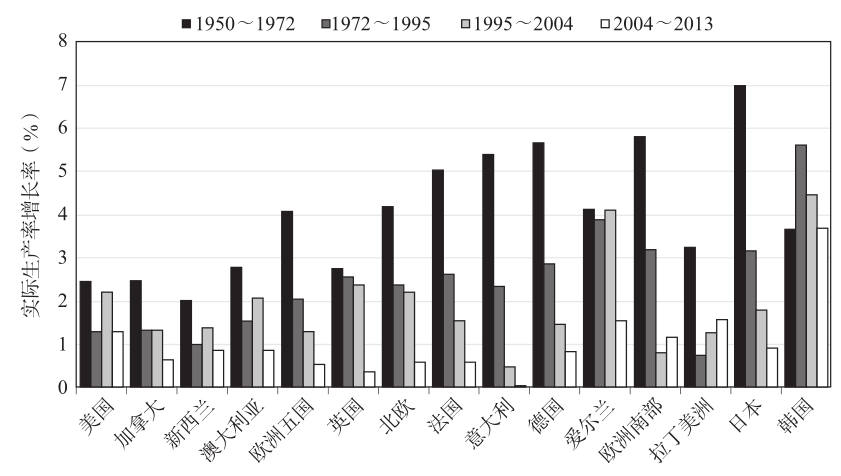 ■1950～1972 ■1972～1995 ■1995～2004 □2004～2013
实际生产率增长率（%）
8
7
6
5
4
3
2
1
0
美国
加拿大
新西兰
澳大利亚
欧洲五国
英国
北欧
法国
意大利
德国
爱尔兰
欧洲南部
拉丁美洲
日本
韩国